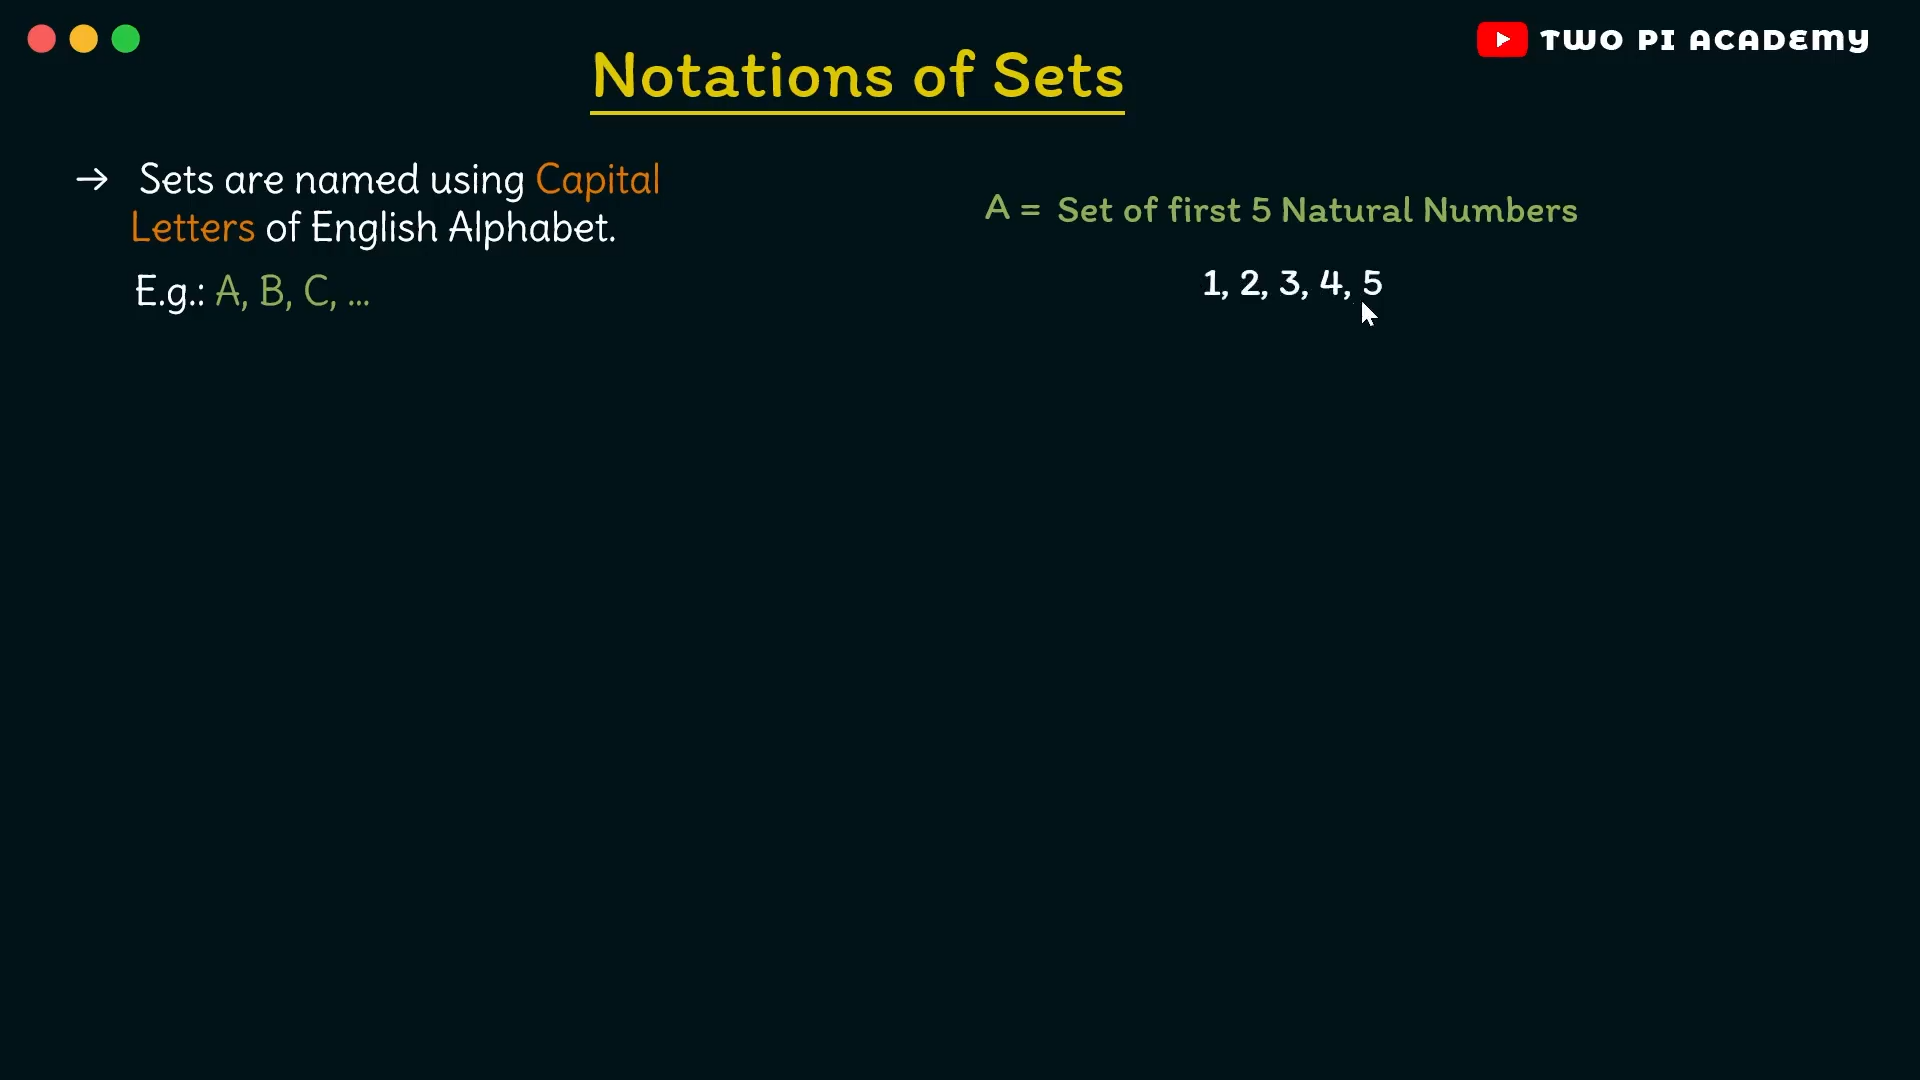 TWO PI ACADEMY
Notations of Sets
→ Sets are named using Capital
Letters of English Alphabet.
E.g.: A, B, C, ...
A = Set of first 5 Natural Numbers
1, 2, 3, 4, 5